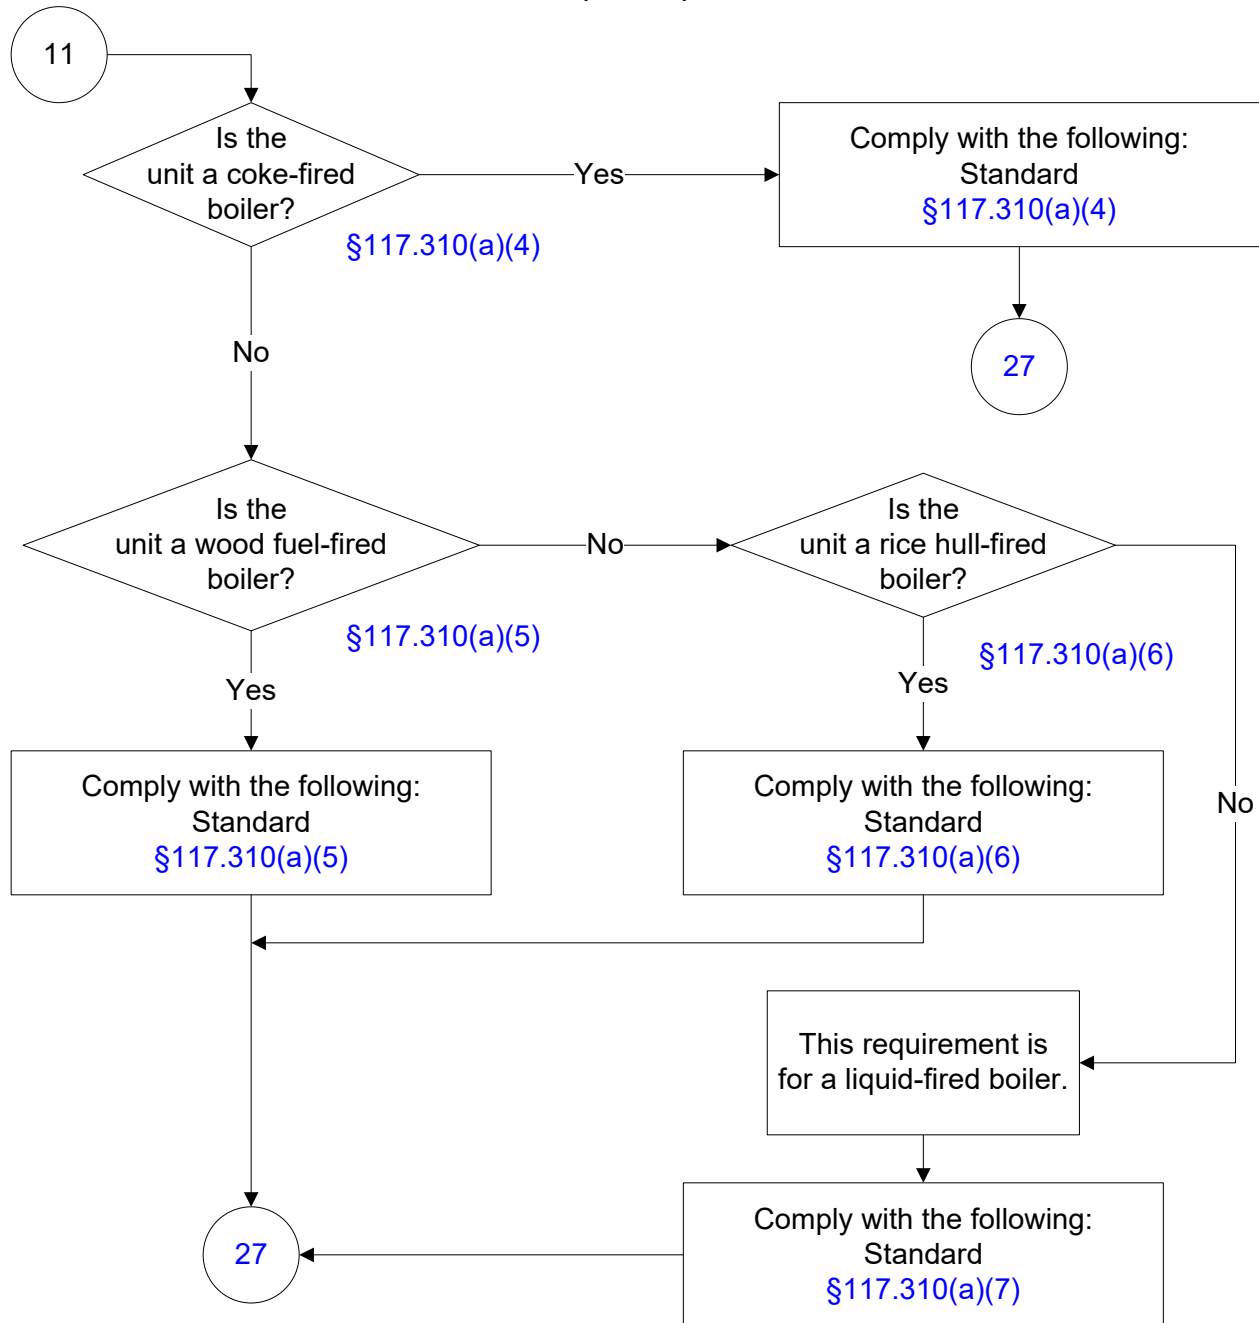 11
Is the
unit a coke-fired
boiler?
§117.310(a)(4)
Yes
Comply with the following:
Standard
§117.310(a)(4)
27
No
Is the
unit a wood fuel-fired
boiler?
§117.310(a)(5)
No
Is the
unit a rice hull-fired
boiler?
§117.310(a)(6)
Yes
Yes
No
Comply with the following:
Standard
§117.310(a)(5)
Comply with the following:
Standard
§117.310(a)(6)
This requirement is
for a liquid-fired boiler.
27
Comply with the following:
Standard
§117.310(a)(7)